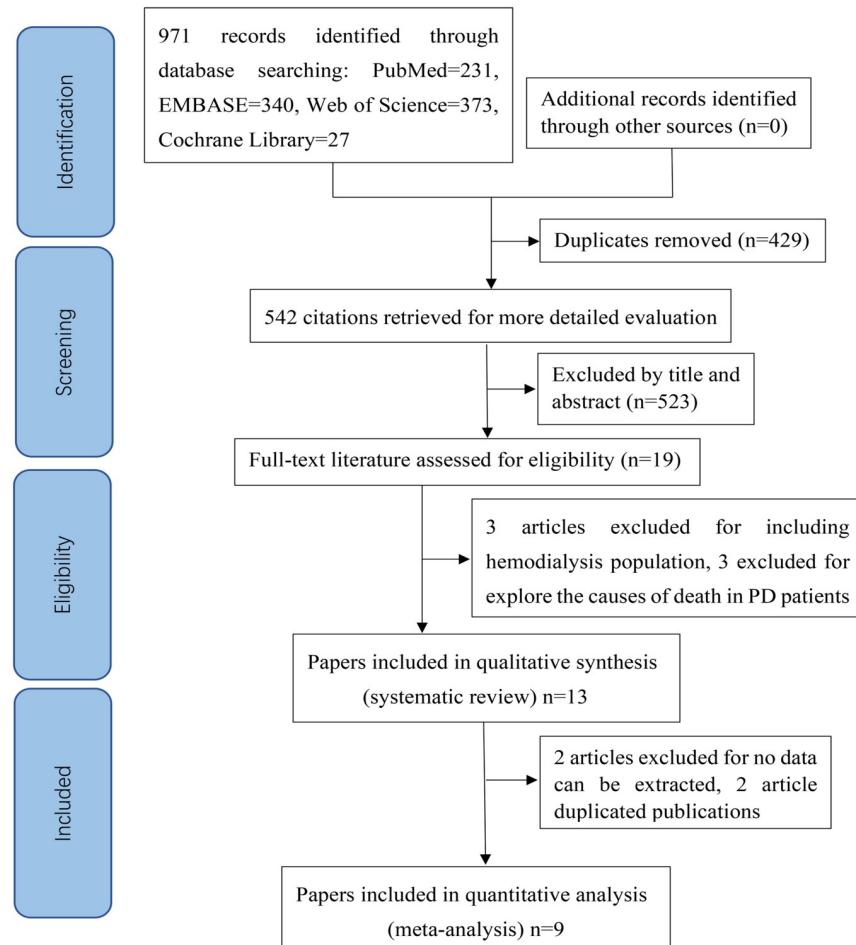 Identification
971 records identified through
database searching: PubMed=231,
EMBASE=340, Web of Science=373,
Cochrane Library=27
Additional records identified
through other sources (n=0)
Duplicates removed (n=429)
Screening
542 citations retrieved for more detailed evaluation
Excluded by title and
abstract (n=523)
Full-text literature assessed for eligibility (n=19)
Eligibility
3 articles excluded for including
hemodialysis population, 3 excluded for
explore the causes of death in PD patients
Papers included in qualitative synthesis
(systematic review) n=13
Included
2 articles excluded for no data
can be extracted, 2 article
duplicated publications
Papers included in quantitative analysis
(meta-analysis) n=9